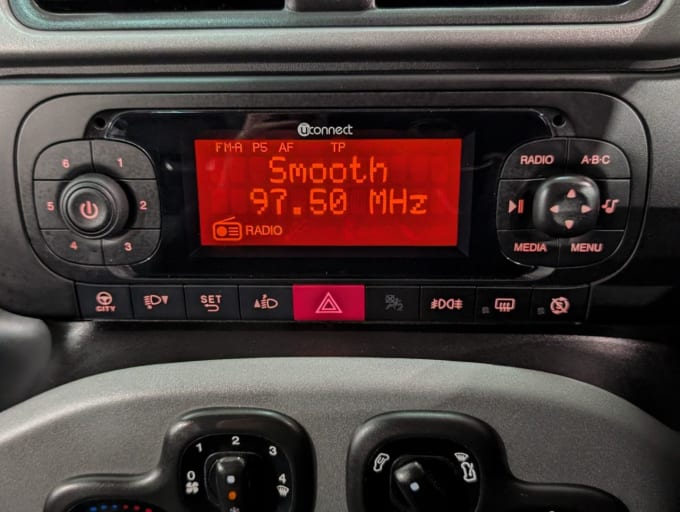 uconnect
FM-A P5 AF TP
Smooth
97.50 MHz
RADIO
6 1
5 2
4 3
RADIO A·B·C
MEDIA MENU
CITY
SET
2
0 1 2 3 4